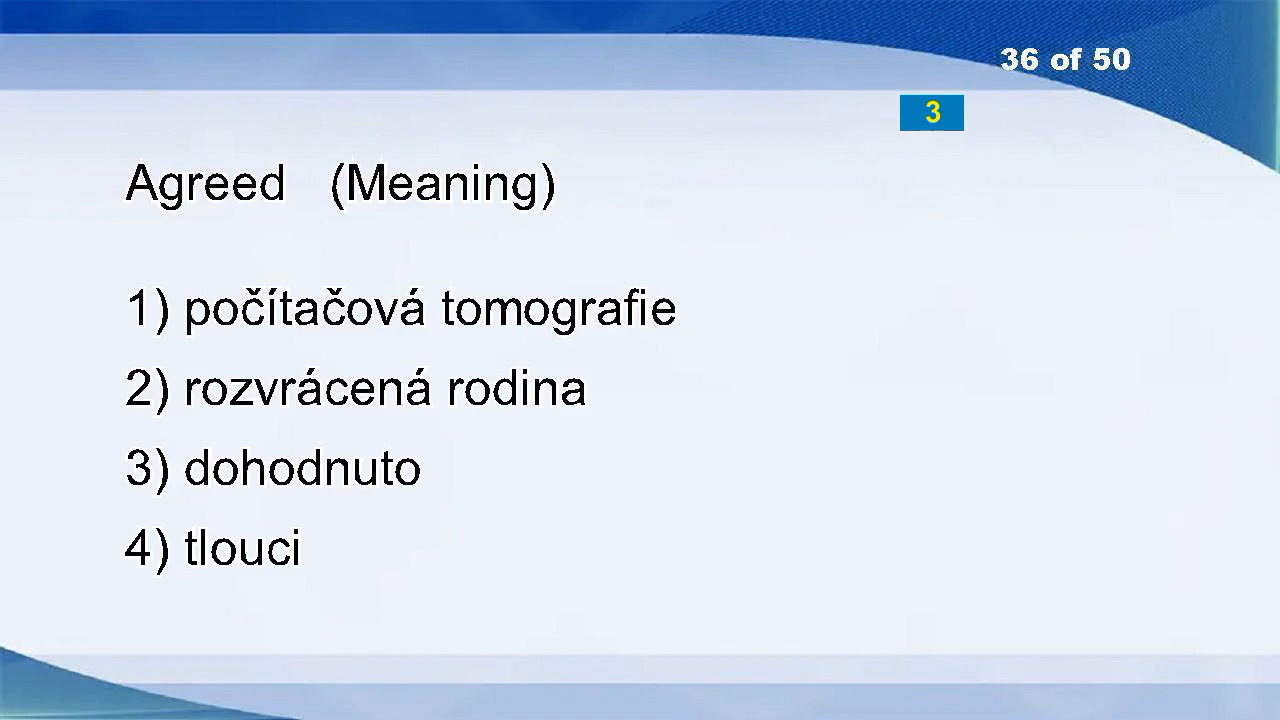 36 of 50
3
Agreed (Meaning)
1) počítačová tomografie
2) rozvrácená rodina
3) dohodnuto
4) tlouci